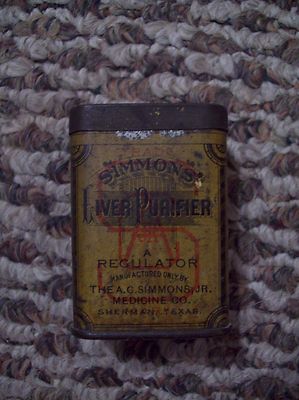 SIMMONS'
LIVER PURIFIER
A
REGULATOR
MANUFACTURED ONLY BY
THE A.C. SIMMONS, JR.
MEDICINE CO.
SHERMAN, TEXAS.